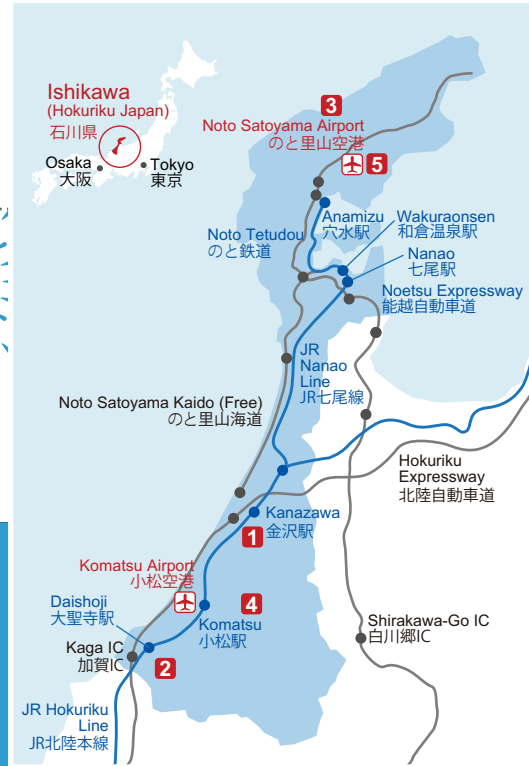 Ishikawa
(Hokuriku Japan)
石川県
Osaka
大阪
Tokyo
東京
3
Noto Satoyama Airport
のと里山空港
5
Anamizu
穴水駅
Wakuraonsen
和倉温泉駅
Noto Tetudou
のと鉄道
Nanao
七尾駅
Noetsu Expressway
能越自動車道
JR
Nanao
Line
JR七尾線
Noto Satoyama Kaido (Free)
のと里山海道
Hokuriku
Expressway
北陸自動車道
Kanazawa
金沢駅
1
Komatsu Airport
小松空港
4
Daishoji
大聖寺駅
Komatsu
小松駅
Shirakawa-Go IC
白川郷IC
Kaga IC
加賀IC
2
JR Hokuriku
Line
JR北陸本線